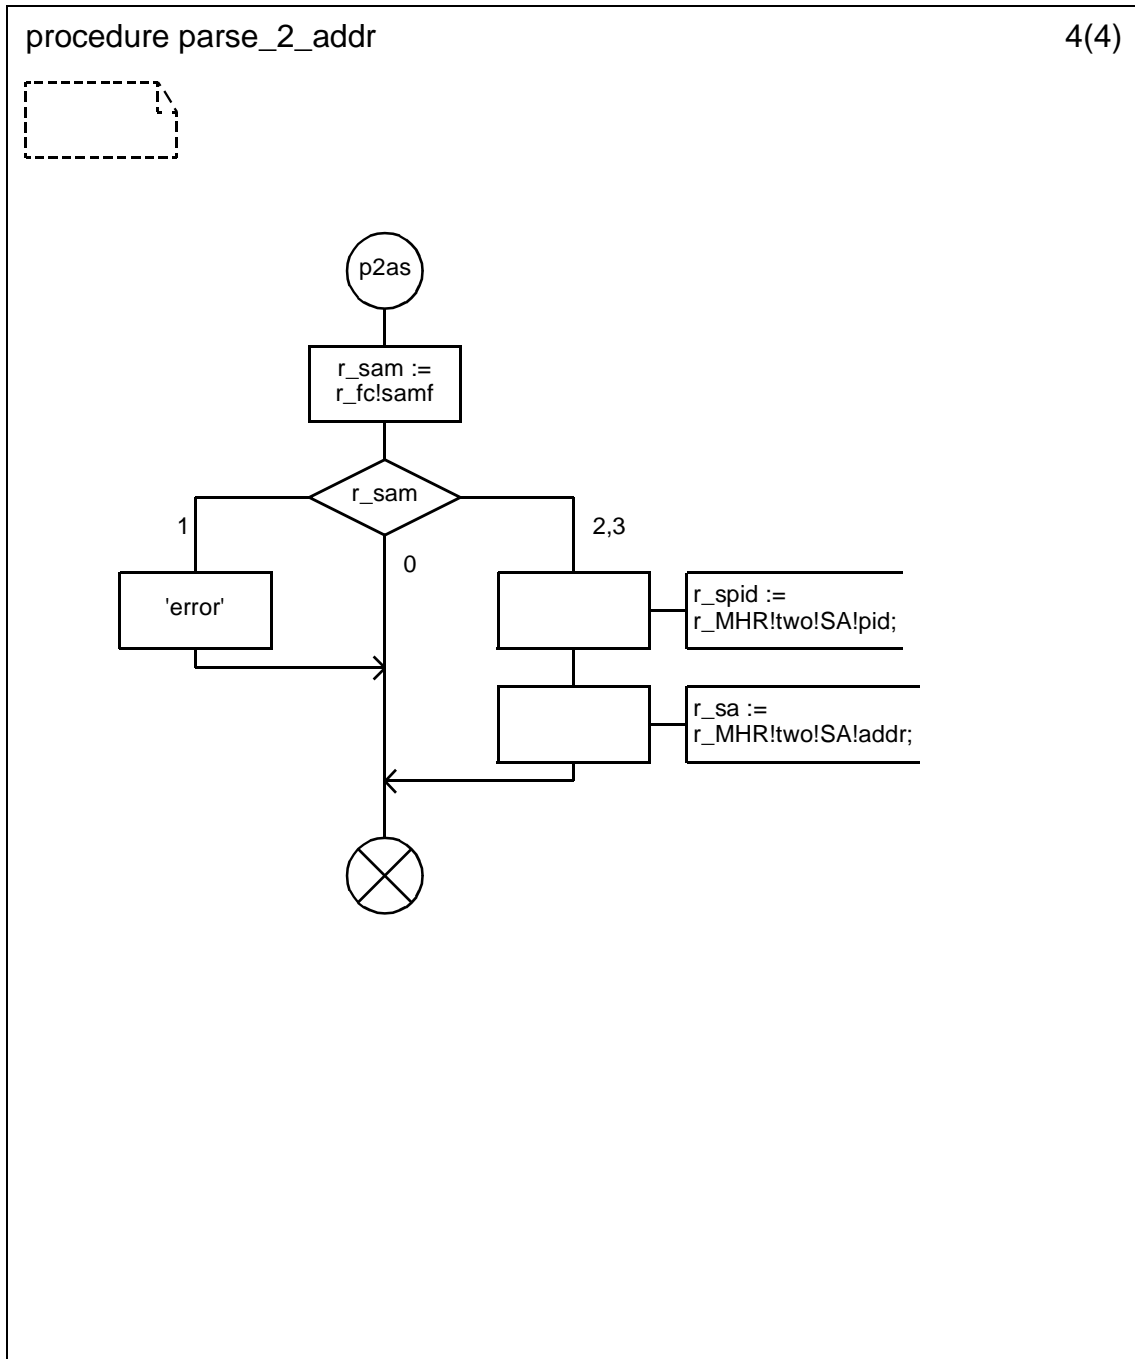 procedure parse_2_addr 4(4)
p2as
r_sam :=
r_fc!samf
r_sam
1
2,3
0
'error'
r_spid :=
r_MHR!two!SA!pid;
r_sa :=
r_MHR!two!SA!addr;